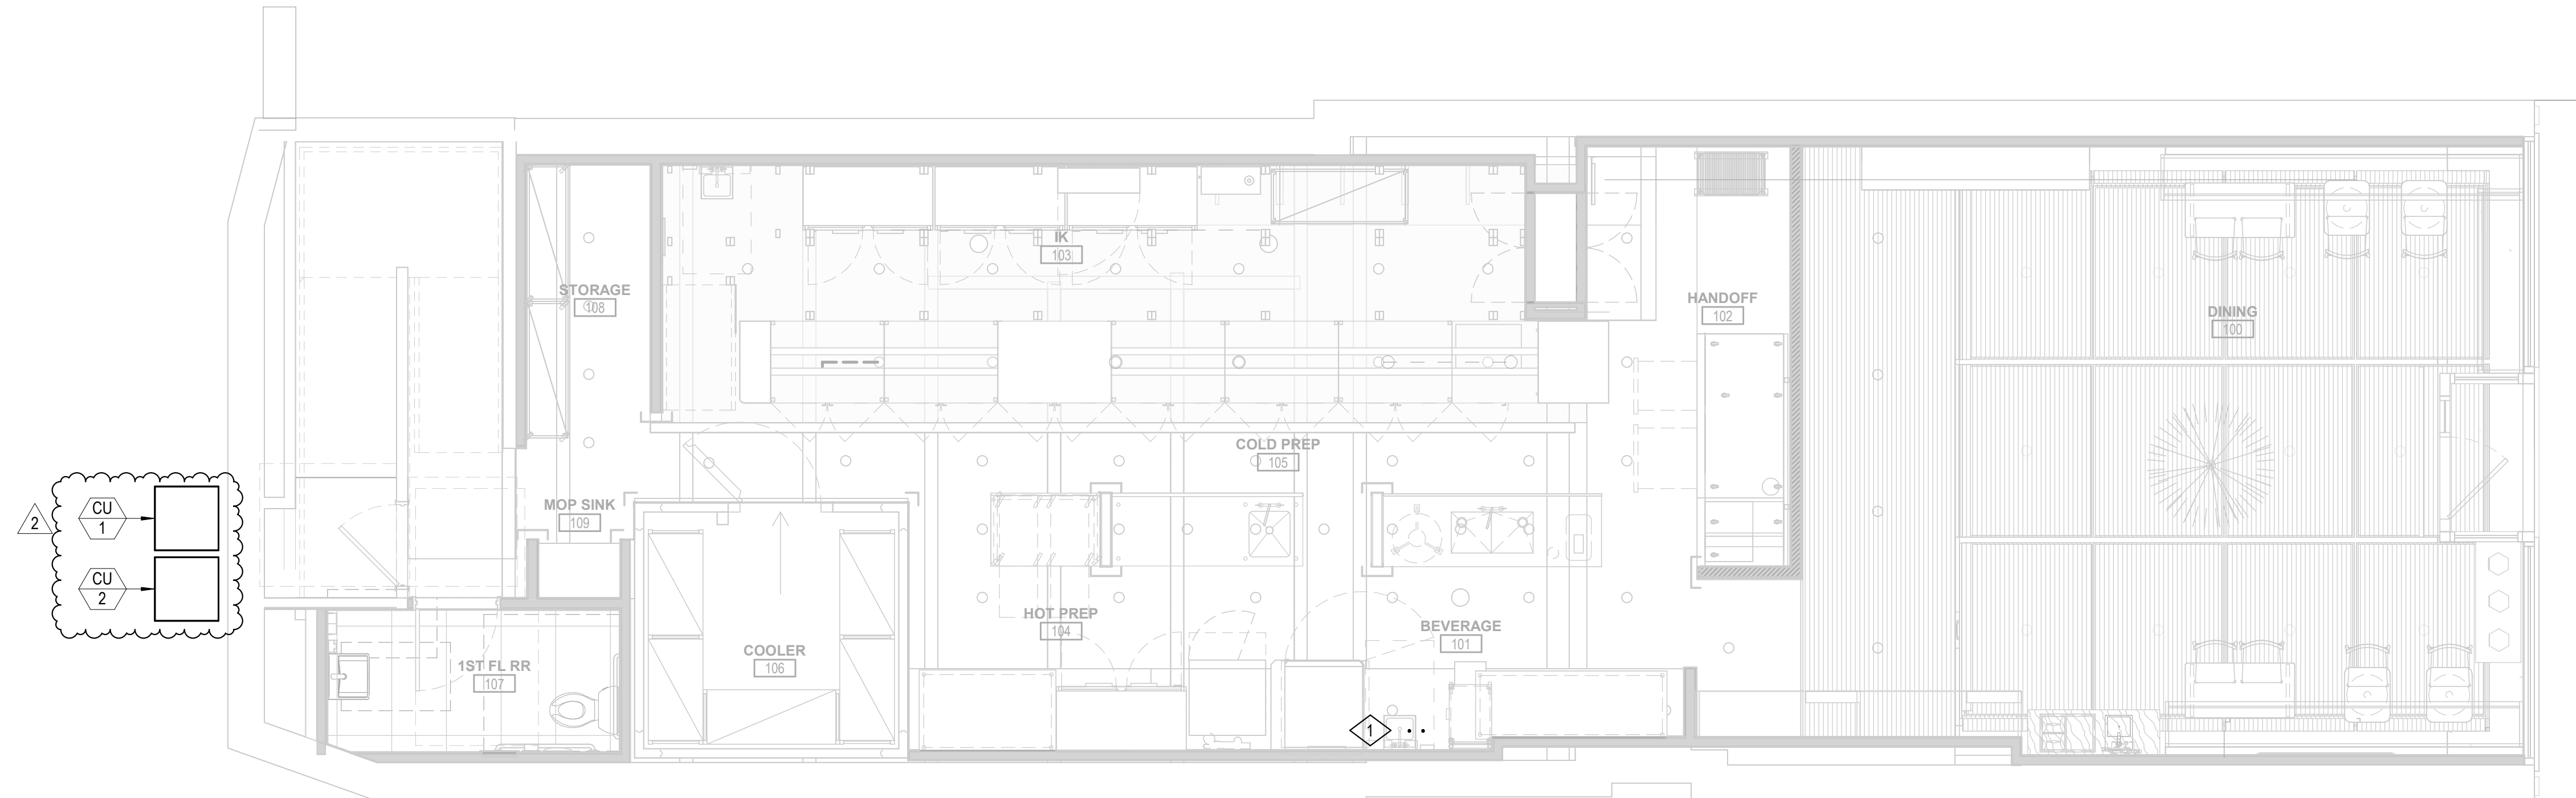 IK
103
STORAGE
108
HANDOFF
102
DINING
100
COLD PREP
105
MOP SINK
109
2
CU
1
CU
2
HOT PREP
104
BEVERAGE
101
COOLER
106
1ST FL RR
107
1